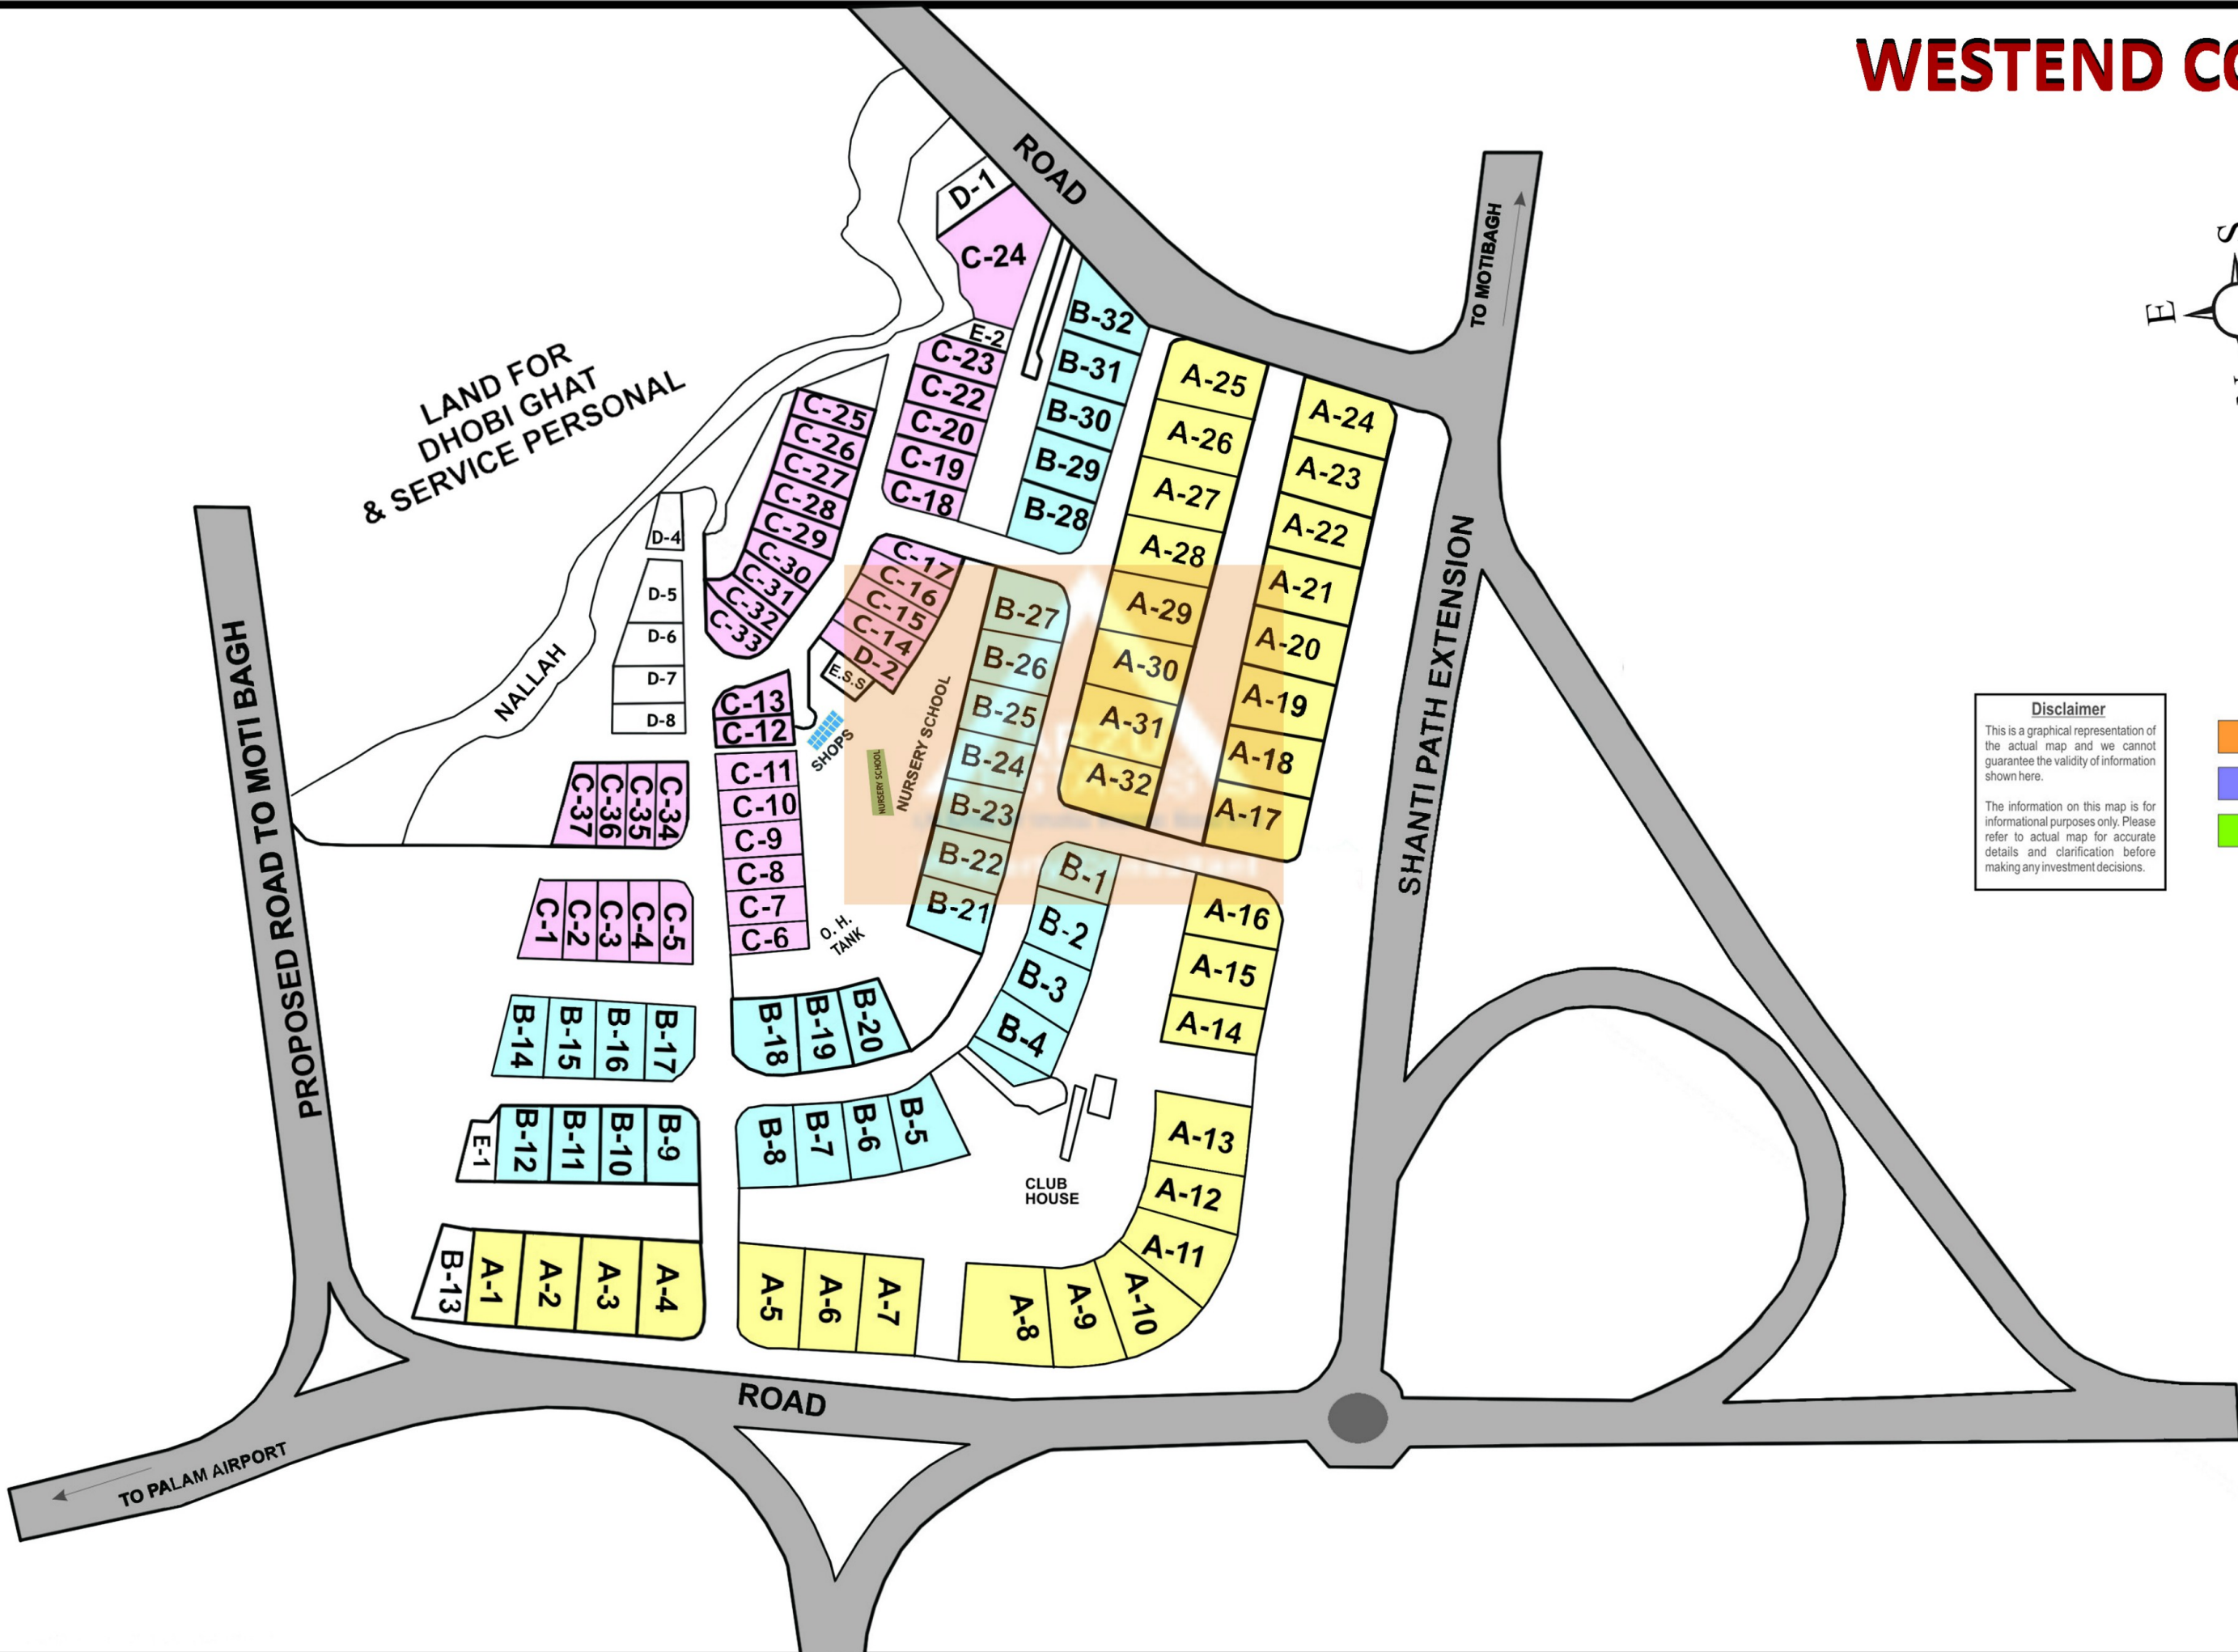 WESTEND CO
ROAD
TO MOTIBAGH
S
E
D-1
C-24
E-2
C-23
C-22
C-20
C-19
C-18
B-32
B-31
B-30
B-29
B-28
A-25
A-26
A-27
A-28
A-29
A-30
A-31
A-32
A-24
A-23
A-22
A-21
A-20
A-19
A-18
A-17
LAND FOR
DHOBI GHAT
& SERVICE PERSONAL
C-25
C-26
C-27
C-28
C-29
C-30
C-31
C-32
C-33
D-4
D-5
D-6
D-7
D-8
NALLAH
C-17
C-16
C-15
C-14
D-2
E.S.S.
B-27
B-26
B-25
B-24
B-23
B-22
B-21
C-13
C-12
SHOPS
NURSERY SCHOOL
NURSERY SCHOOL
C-11
C-10
C-9
C-8
C-7
C-6
O. H.
TANK
SHANTI PATH EXTENSION
PROPOSED ROAD TO MOTI BAGH
C-37
C-36
C-35
C-34
C-1
C-2
C-3
C-4
C-5
B-1
B-2
B-3
B-4
A-16
A-15
A-14
A-13
A-12
A-11
A-10
A-9
A-8
B-14
B-15
B-16
B-17
B-18
B-19
B-20
E-1
B-12
B-11
B-10
B-9
B-8
B-7
B-6
B-5
CLUB
HOUSE
B-13
A-1
A-2
A-3
A-4
A-5
A-6
A-7
ROAD
TO PALAM AIRPORT
Disclaimer
This is a graphical representation of
the actual map and we cannot
guarantee the validity of information
shown here.
The information on this map is for
informational purposes only. Please
refer to actual map for accurate
details and clarification before
making any investment decisions.